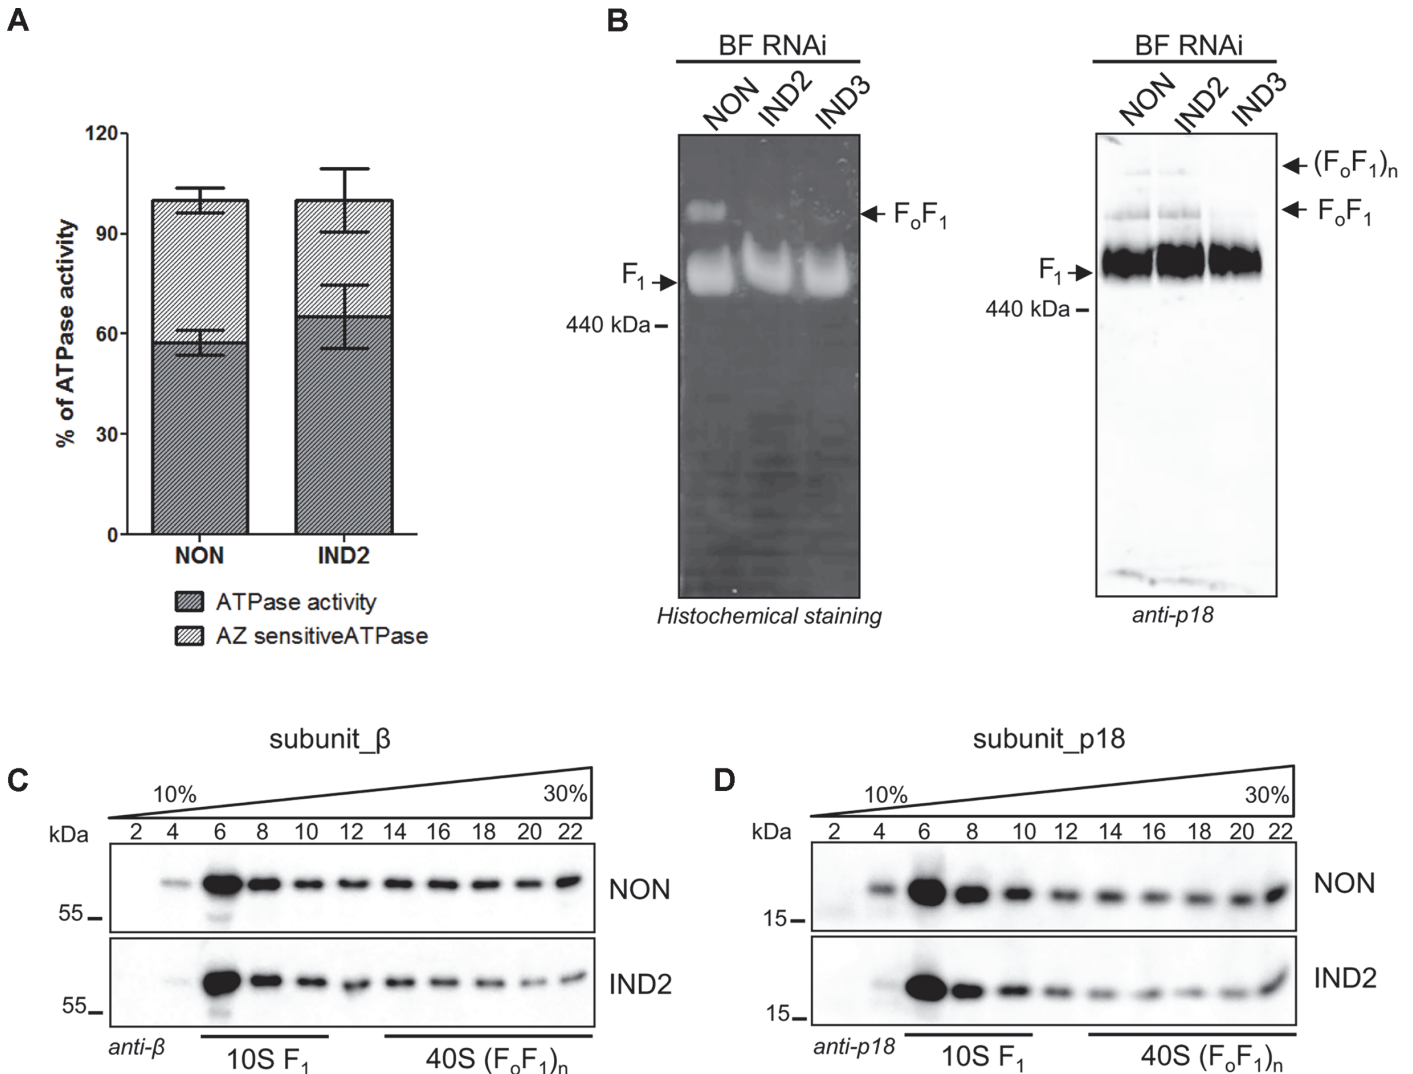 A
120
90
60
30
0
% of ATPase activity
NON
IND2
ATPase activity
AZ sensitiveATPase
B
BF RNAi
NON IND2 IND3
FoF1
F1
440 kDa
Histochemical staining
BF RNAi
NON IND2 IND3
(FoF1)n
FoF1
F1
440 kDa
anti-p18
C
subunit_β
10% 30%
kDa 2 4 6 8 10 12 14 16 18 20 22
NON
55
IND2
55
anti-β 10S F1 40S (FoF1)n
D
subunit_p18
10% 30%
kDa 2 4 6 8 10 12 14 16 18 20 22
NON
15
IND2
15
anti-p18 10S F1 40S (FoF1)n